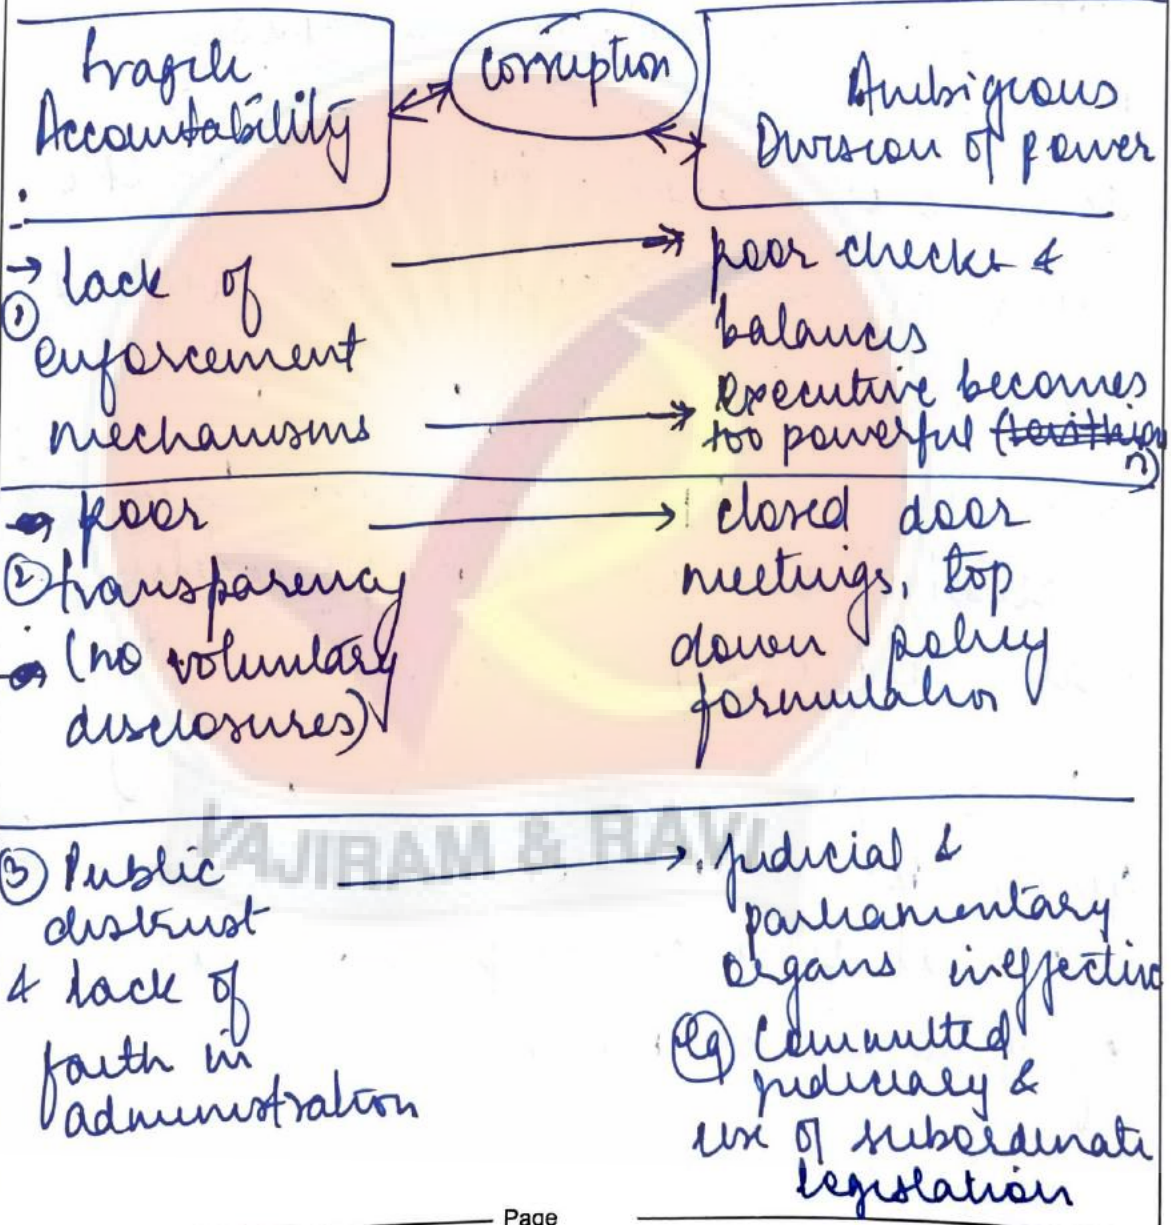 Fragile
Accountability
Corruption
Ambigious
Division of power
→ lack of
① enforcement
mechanisms
poor checks &
balances
executive becomes
too powerful
② poor
transparency
(no voluntary
disclosures)
closed door
meetings, top
down policy
formulation
③ Public
distrust
& lack of
faith in
administration
judicial &
parliamentary
organs ineffective
eg Committed
judiciary &
use of subordinate
legislation
VAJIRAM & RAVI
Page